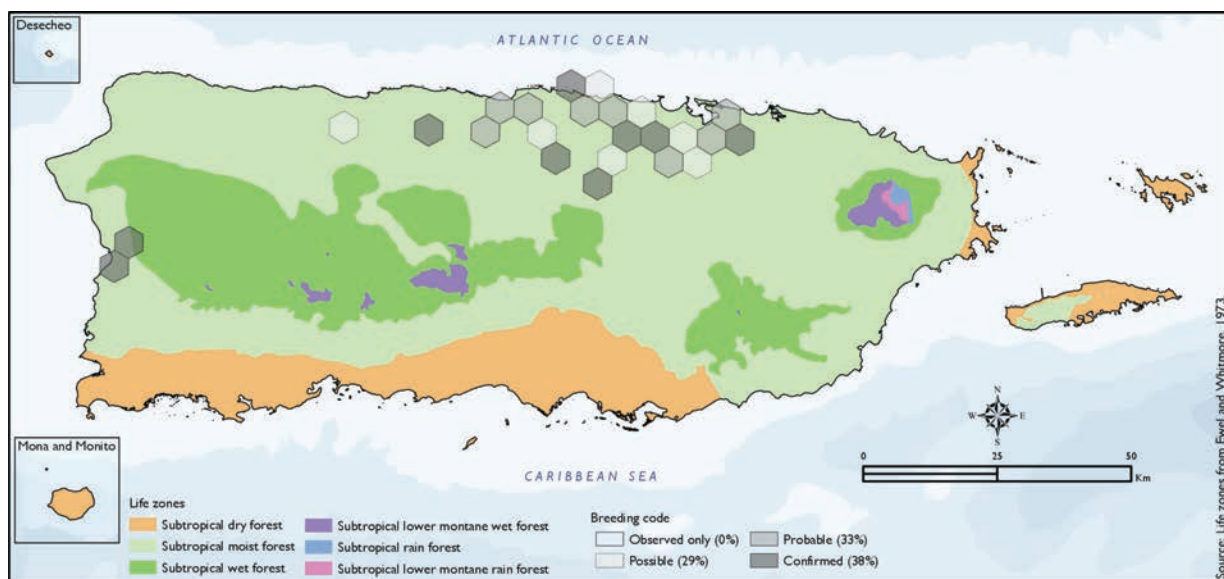 Desecheo
ATLANTIC OCEAN
Mona and Monito
CARIBBEAN SEA
N
W E
S
0 25 50
Km
Life zones
Subtropical dry forest
Subtropical moist forest
Subtropical wet forest
Subtropical lower montane wet forest
Subtropical rain forest
Subtropical lower montane rain forest
Breeding code
Observed only (0%)
Possible (29%)
Probable (33%)
Confirmed (38%)
Source: Life zones from Ewel and Whitmore, 1973